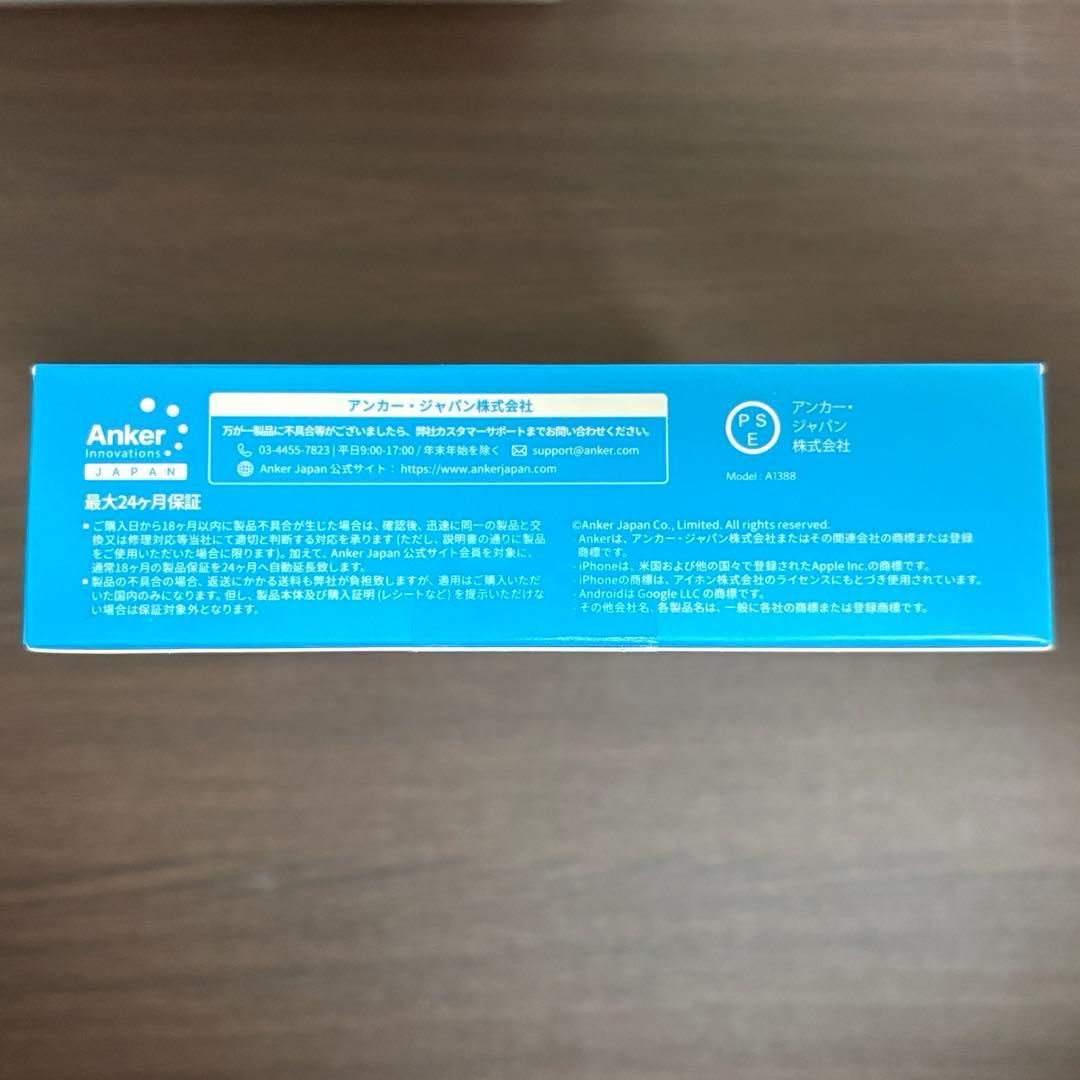 Anker
Innovations
JAPAN
アンカー・ジャパン株式会社
万が一製品に不具合等がございましたら、弊社カスタマーサポートまでお問い合わせください。
03-4455-7823 | 平日9:00-17:00 / 年末年始を除く support@anker.com
Anker Japan 公式サイト： https://www.ankerjapan.com
P S
E
アンカー・
ジャパン
株式会社
Model : A1388
最大24ヶ月保証
▪ ご購入日から18ヶ月以内に製品不具合が生じた場合は、確認後、迅速に同一の製品と交
換又は修理対応等当社にて適切と判断する対応を承ります (ただし、説明書の通りに製品
をご使用いただいた場合に限ります)。加えて、Anker Japan 公式サイト会員を対象に、
通常18ヶ月の製品保証を24ヶ月へ自動延長致します。
▪ 製品の不具合の場合、返送にかかる送料も弊社が負担致しますが、適用はご購入いただ
いた国内のみになります。但し、製品本体及び購入証明 (レシートなど) を提示いただけな
い場合は保証対象外となります。
©Anker Japan Co., Limited. All rights reserved.
- Ankerは、アンカー・ジャパン株式会社またはその関連会社の商標または登録
商標です。
- iPhoneは、米国および他の国々で登録されたApple Inc.の商標です。
- iPhoneの商標は、アイホン株式会社のライセンスにもとづき使用されています。
- Androidは Google LLC の商標です。
- その他会社名、各製品名は、一般に各社の商標または登録商標です。